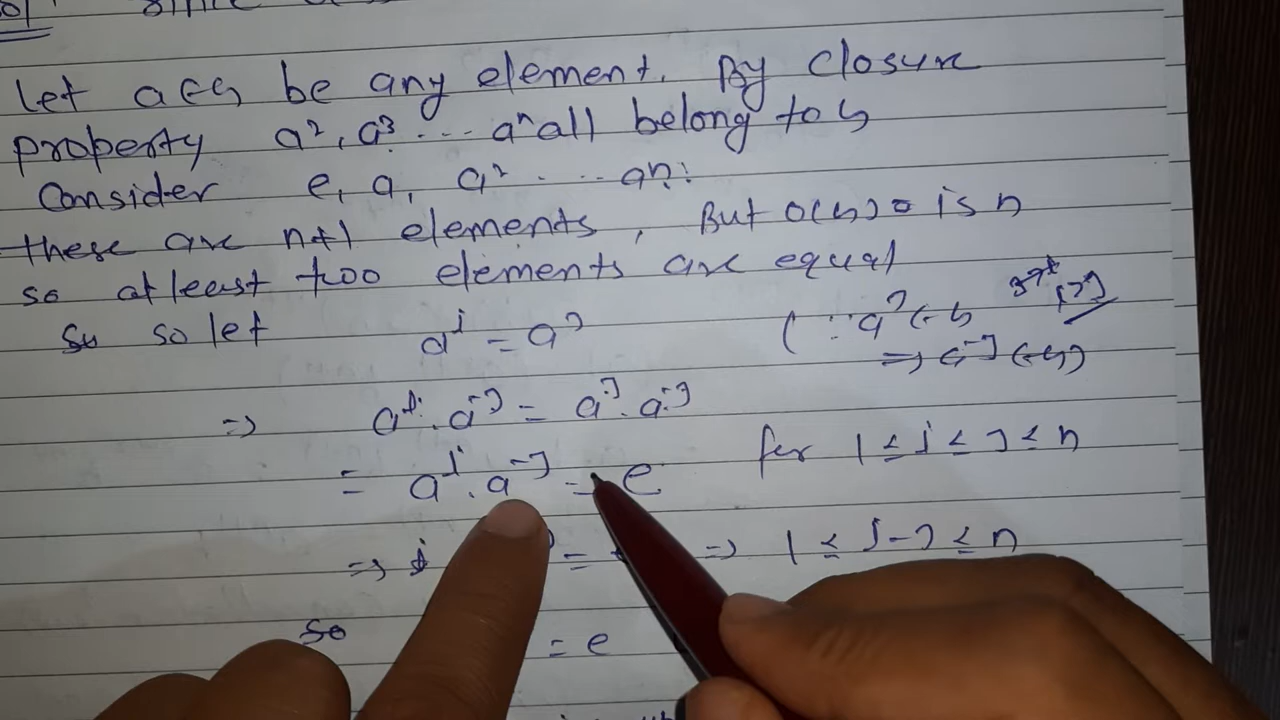 Since
Let a ∈ G be any element. By closure
property a², a³ ... aⁿ all belong to G
Consider e, a, a² ... aⁿ.
these are n+1 elements, But O(G) = is n
so atleast two elements are equal
so let aⁱ = aʲ (∵ aʲ ∈ G
⇒ a⁻ʲ ∈ G)
⇒ aⁱ . a⁻ʲ = aʲ . a⁻ʲ
= aⁱ . a⁻ʲ = e for 1 ≤ i ≤ j ≤ n
⇒ = ⇒ 1 ≤ i-j ≤ n
So = e